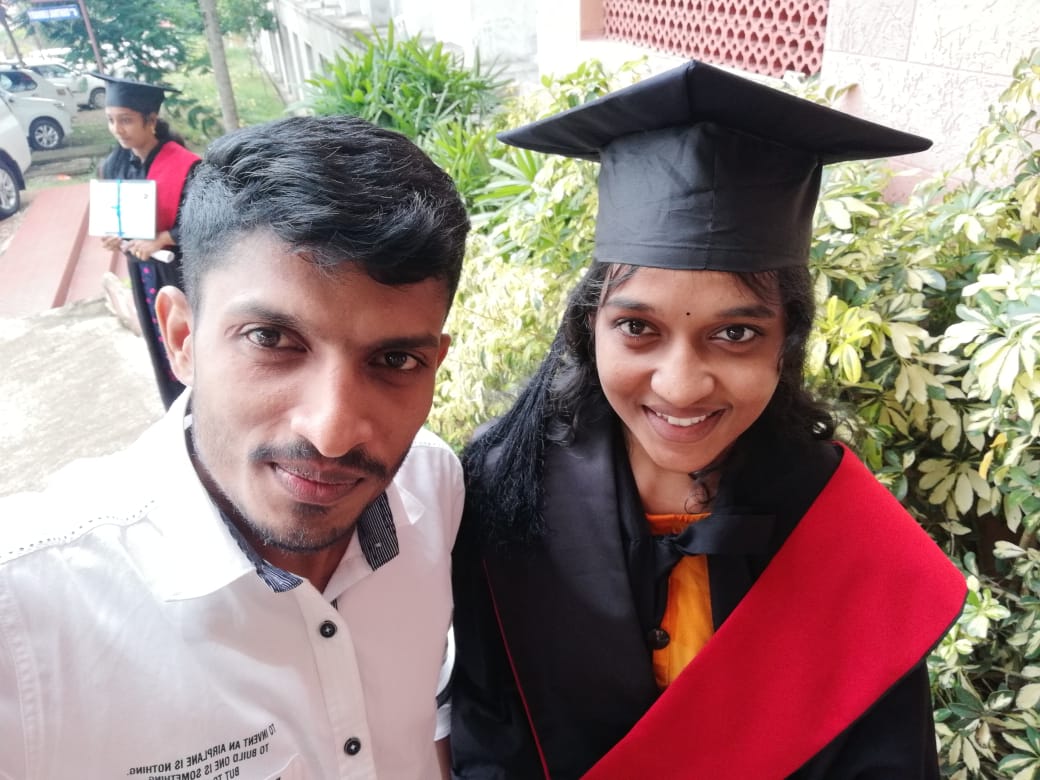 TO INVENT AN AIRPLANE IS NOTHING.
TO BUILD ONE IS SOMETHING
BUT TO